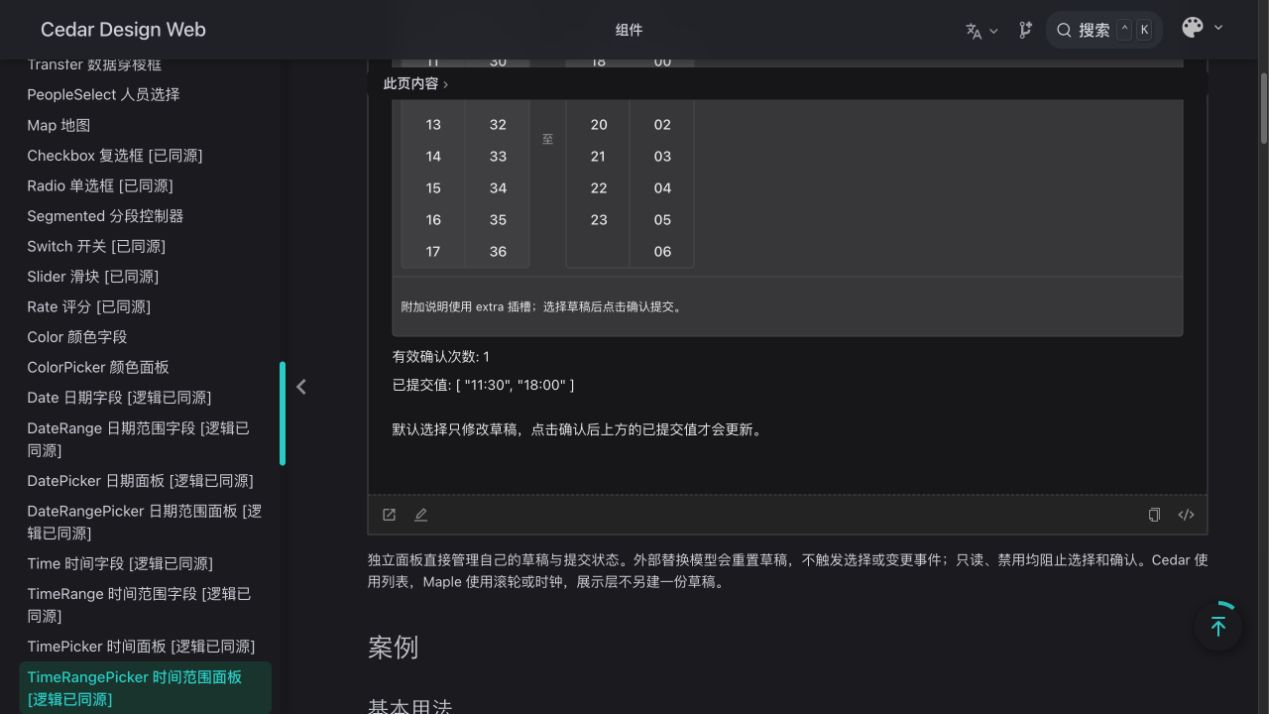 Cedar Design Web
组件
搜索
^
K
Transfer 数据穿梭框
PeopleSelect 人员选择
Map 地图
Checkbox 复选框 [已同源]
Radio 单选框 [已同源]
Segmented 分段控制器
Switch 开关 [已同源]
Slider 滑块 [已同源]
Rate 评分 [已同源]
Color 颜色字段
ColorPicker 颜色面板
Date 日期字段 [逻辑已同源]
DateRange 日期范围字段 [逻辑已
同源]
DatePicker 日期面板 [逻辑已同源]
DateRangePicker 日期范围面板 [逻
辑已同源]
Time 时间字段 [逻辑已同源]
TimeRange 时间范围字段 [逻辑已
同源]
TimePicker 时间面板 [逻辑已同源]
TimeRangePicker 时间范围面板
[逻辑已同源]
11 30 18 00
此页内容 ›
13 32 至 20 02
14 33 21 03
15 34 22 04
16 35 23 05
17 36 06
附加说明使用 extra 插槽；选择草稿后点击确认提交。
有效确认次数: 1
已提交值: [ "11:30", "18:00" ]
默认选择只修改草稿，点击确认后上方的已提交值才会更新。
独立面板直接管理自己的草稿与提交状态。外部替换模型会重置草稿，不触发选择或变更事件；只读、禁用均阻止选择和确认。Cedar 使
用列表，Maple 使用滚轮或时钟，展示层不另建一份草稿。
案例
基本用法